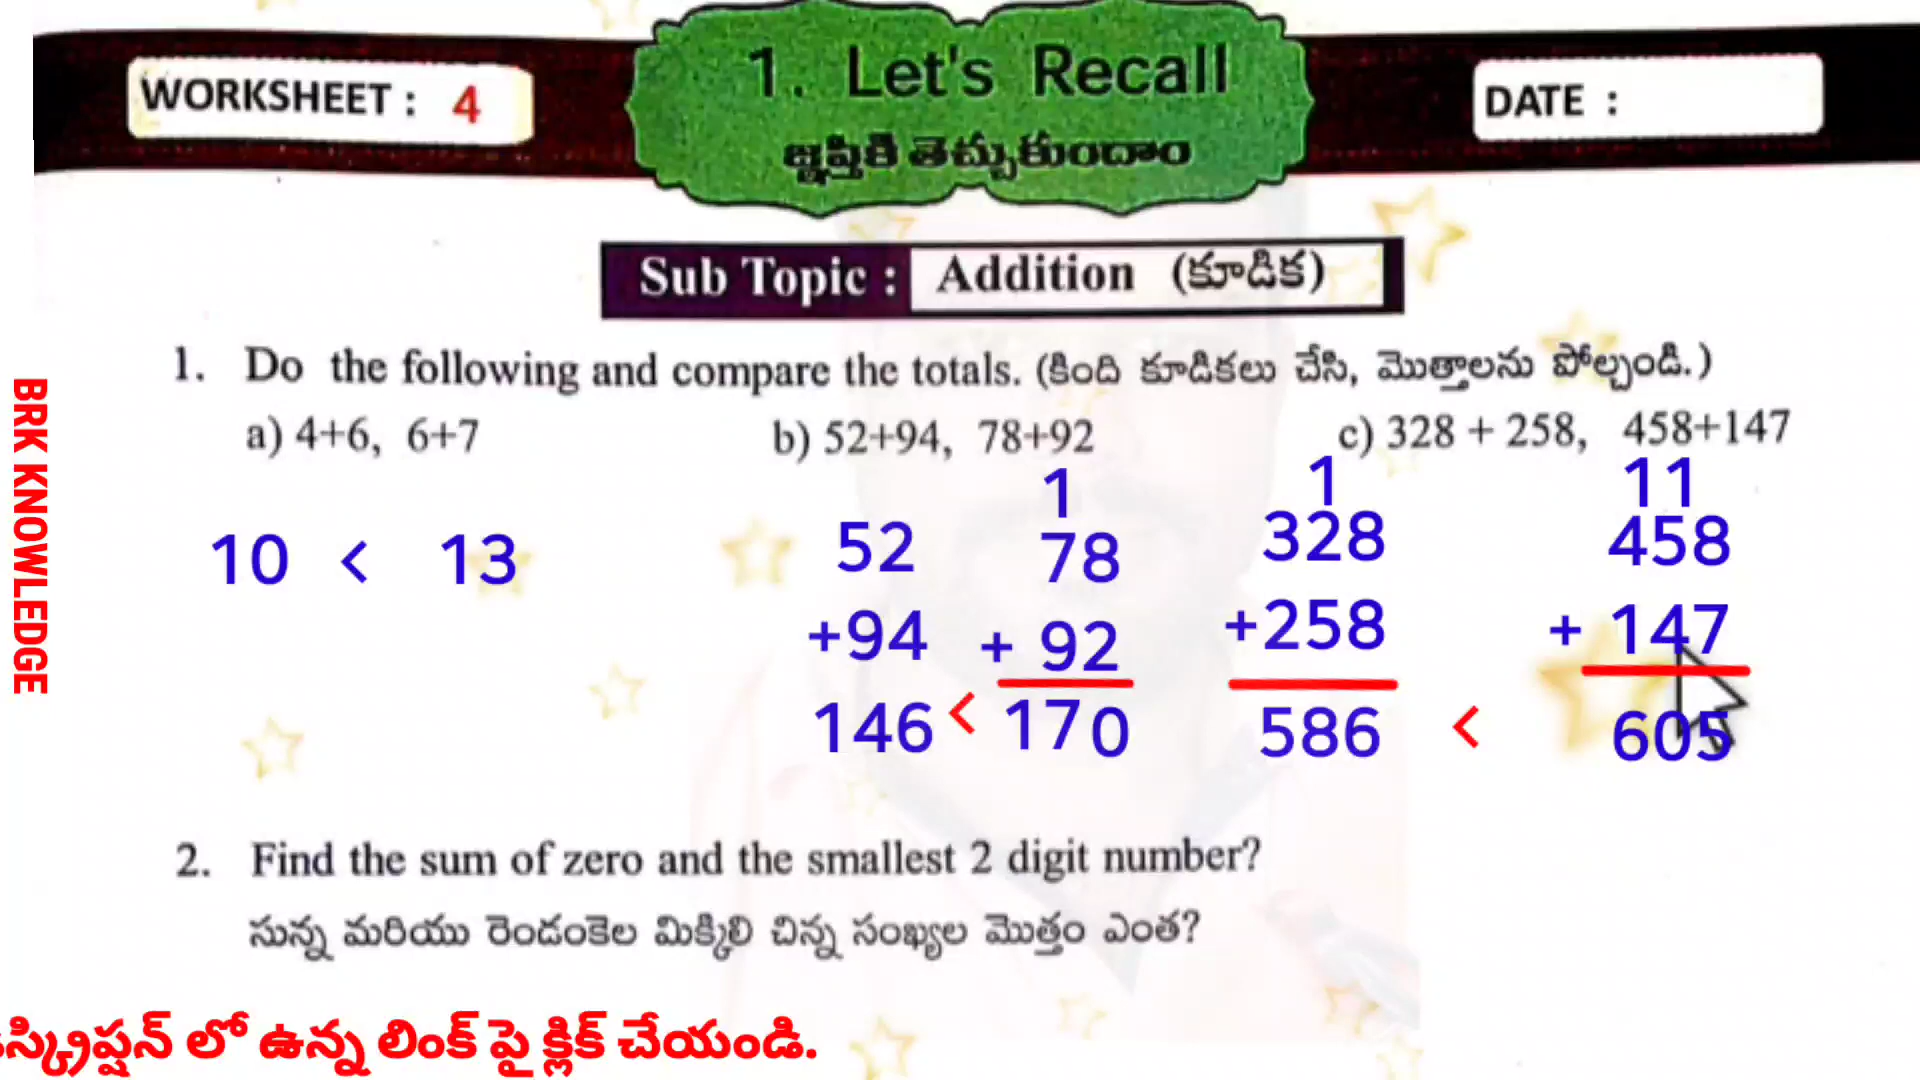 WORKSHEET : 4
1. Let's Recall
జ్ఞప్తికి తెచ్చుకుందాం
DATE :
Sub Topic : Addition (కూడిక)
1. Do the following and compare the totals. (కింది కూడికలు చేసి, మొత్తాలను పోల్చండి.)
a) 4+6, 6+7 b) 52+94, 78+92 c) 328 + 258, 458+147
1 1 11
52 78 328 458
10 < 13
+94 + 92 +258 + 147
146 < 170 586 < 605
2. Find the sum of zero and the smallest 2 digit number?
సున్న మరియు రెండంకెల మిక్కిలి చిన్న సంఖ్యల మొత్తం ఎంత?
లో ఉన్న లింక్ పై క్లిక్ చేయండి.
BRK KNOWLEDGE